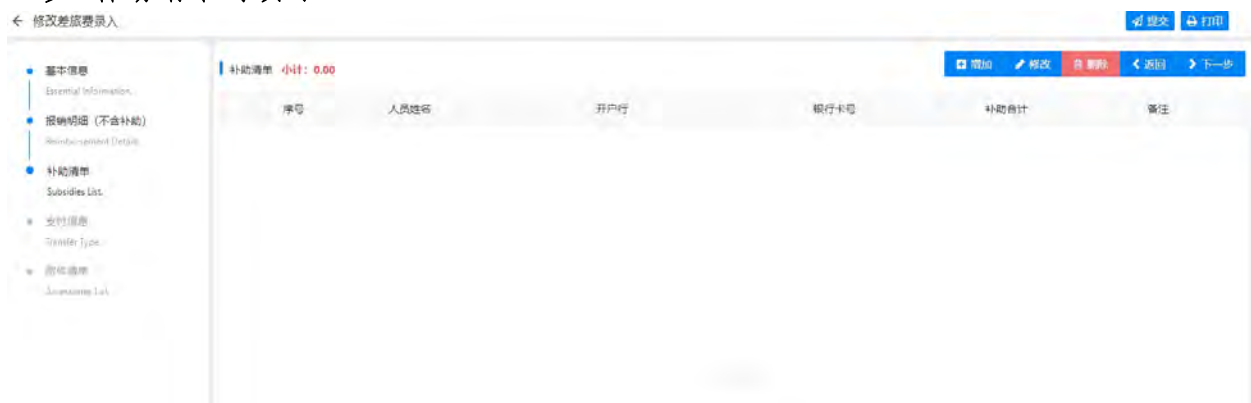 修改差旅费录入
提交 打印
基本信息
Essential Information.
报销明细（不含补助）
Reimbursement Details.
补助清单
Subsidies List.
支付信息
Transfer Type.
附件清单
补助清单 小计：0.00
增加 修改 删除 返回 下一步
序号 人员姓名 开户行 银行卡号 补助合计 备注